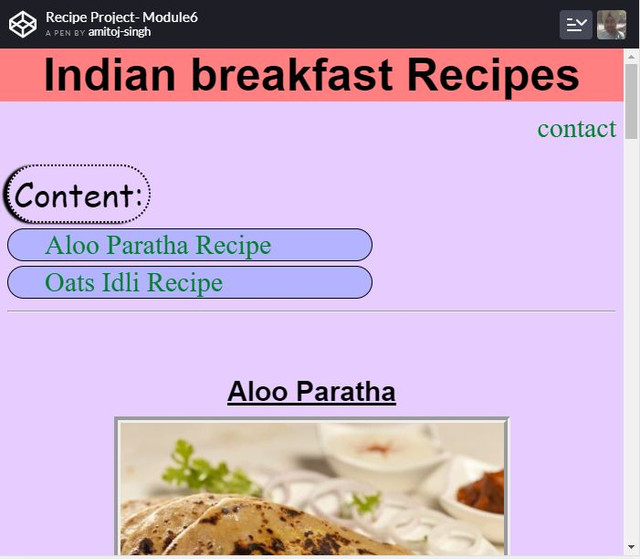 Recipe Project- Module6
A PEN BY amitoj-singh
Indian breakfast Recipes
contact
Content:
Aloo Paratha Recipe
Oats Idli Recipe
Aloo Paratha